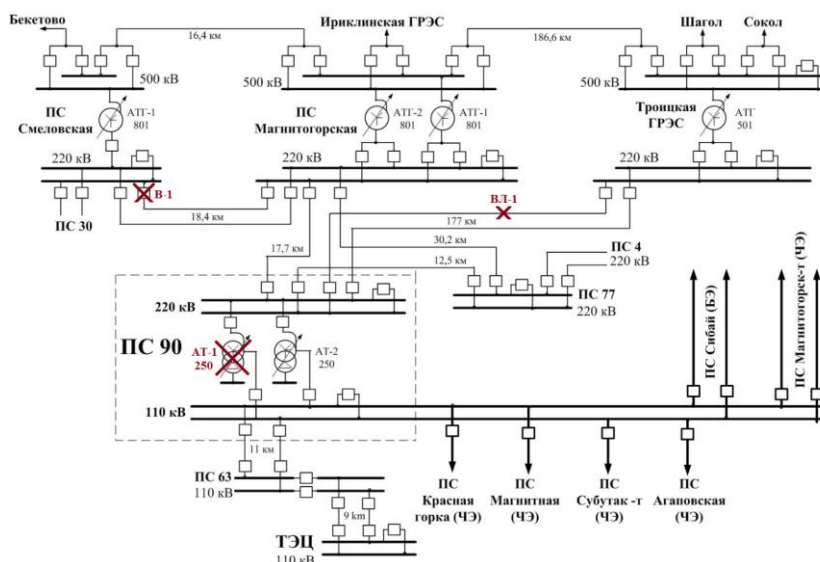 Бекетово
Ириклинская ГРЭС
Шагол
Сокол
16,4 км
186,6 км
500 кВ
500 кВ
500 кВ
ПС
Смеловская
АТГ-1
801
ПС
Магнитогорская
АТГ-2
801
АТГ-1
801
Троицкая
ГРЭС
АТГ
501
220 кВ
220 кВ
220 кВ
В-1
ВЛ-1
ПС 30
18,4 км
177 км
17,7 км
30,2 км
ПС 4
220 кВ
12,5 км
ПС 77
220 кВ
220 кВ
ПС 90
АТ-1
250
АТ-2
250
ПС Сибай (БЭ)
ПС Магнитогорск-т (ЧЭ)
110 кВ
11 км
ПС 63
110 кВ
ПС
Красная
горка (ЧЭ)
ПС
Магнитная
(ЧЭ)
ПС
Субутак -т
(ЧЭ)
ПС
Агаповская
(ЧЭ)
9 km
ТЭЦ
110 кВ